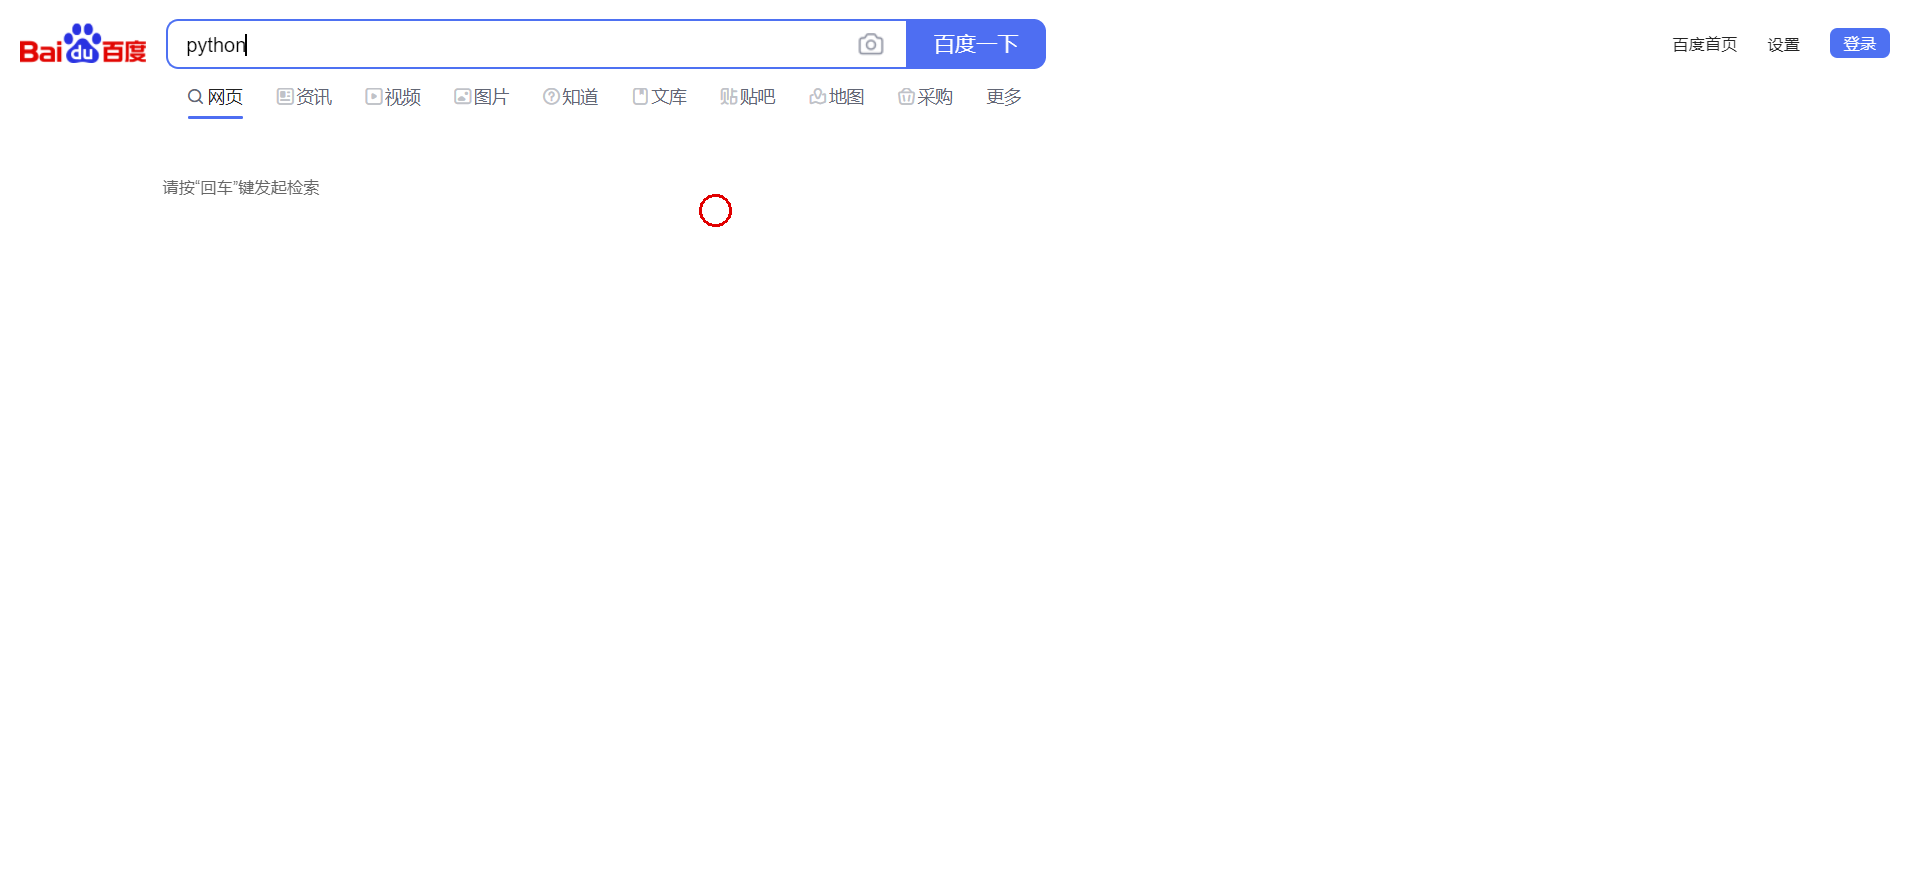 Bai du 百度 python 百度一下 百度首页 设置 登录
网页 资讯 视频 图片 知道 文库 贴 贴吧 地图 采购 更多
请按“回车”键发起检索